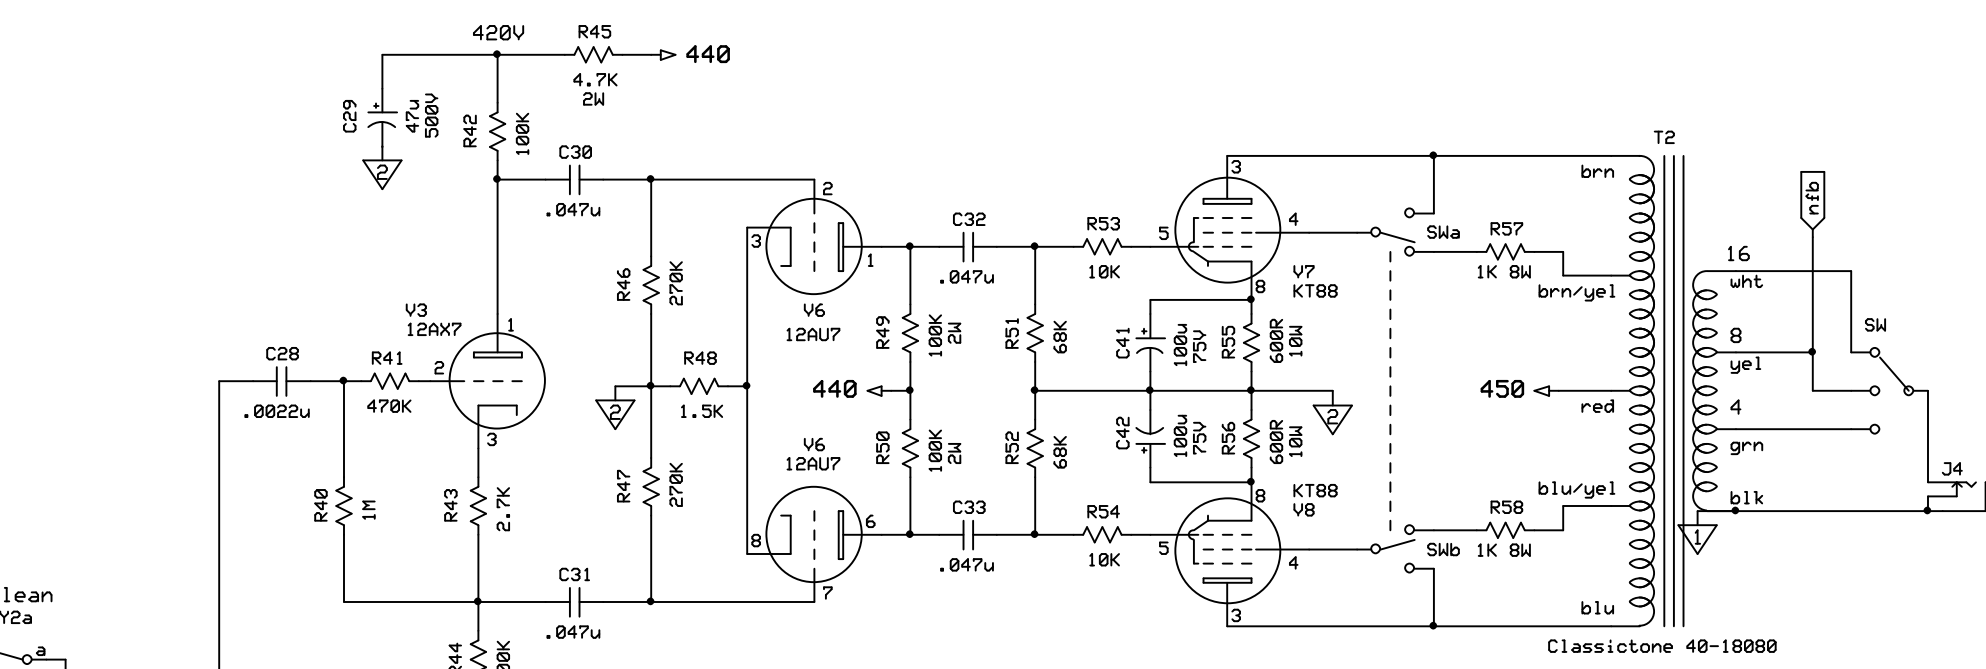 420V
R45
440
4.7K
2W
C29
47u
500V
2
R42
100K
C30
.047u
V3
12AX7
1
2
3
C28
.0022u
R41
470K
R40
1M
R43
2.7K
C31
.047u
R46
270K
R47
270K
2
R48
1.5K
2
3
1
V6
12AU7
V6
12AU7
8
6
7
R49
100K
2W
440
R50
100K
2W
C32
.047u
C33
.047u
R51
68K
R52
68K
R53
10K
R54
10K
3
4
5
8
V7
KT88
C41
100u
75V
R55
600R
10W
2
C42
100u
75V
R56
600R
10W
8
KT88
V8
5
4
3
SWa
R57
1K 8W
SWb
R58
1K 8W
T2
brn
brn/yel
450
red
blu/yel
blu
Classictone 40-18080
nfb
16
wht
8
yel
4
grn
blk
1
SW
J4
lean
Y2a
a
R44
00K